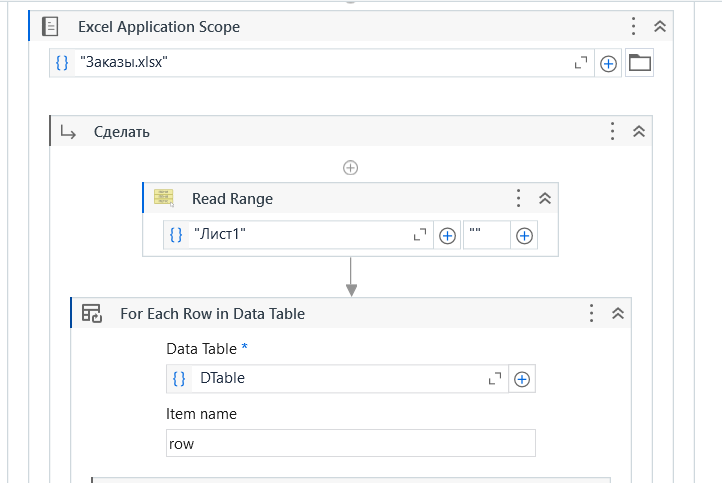 Excel Application Scope
"Заказы.xlsx"
Сделать
Read Range
"Лист1" ""
For Each Row in Data Table
Data Table *
DTable
Item name
row